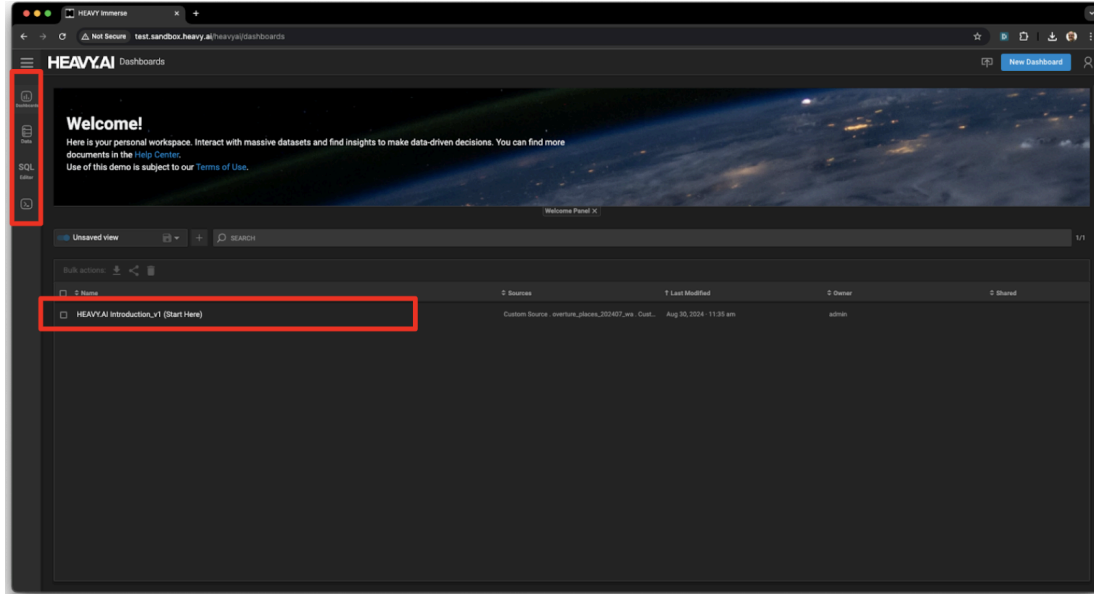 HEAVY Immerse
Not Secure test.sandbox.heavy.ai/heavyai/dashboards
HEAVY.AI Dashboards
New Dashboard
Dashboards
Data
SQL
Editor
Welcome!
Here is your personal workspace. Interact with massive datasets and find insights to make data-driven decisions. You can find more
documents in the Help Center.
Use of this demo is subject to our Terms of Use.
Welcome Panel
Unsaved view
SEARCH
1/1
Bulk actions:
Name Sources Last Modified Owner Shared
HEAVY.AI Introduction_v1 (Start Here) Custom Source . overture_places_202407_wa . Cust... Aug 30, 2024 · 11:35 am admin